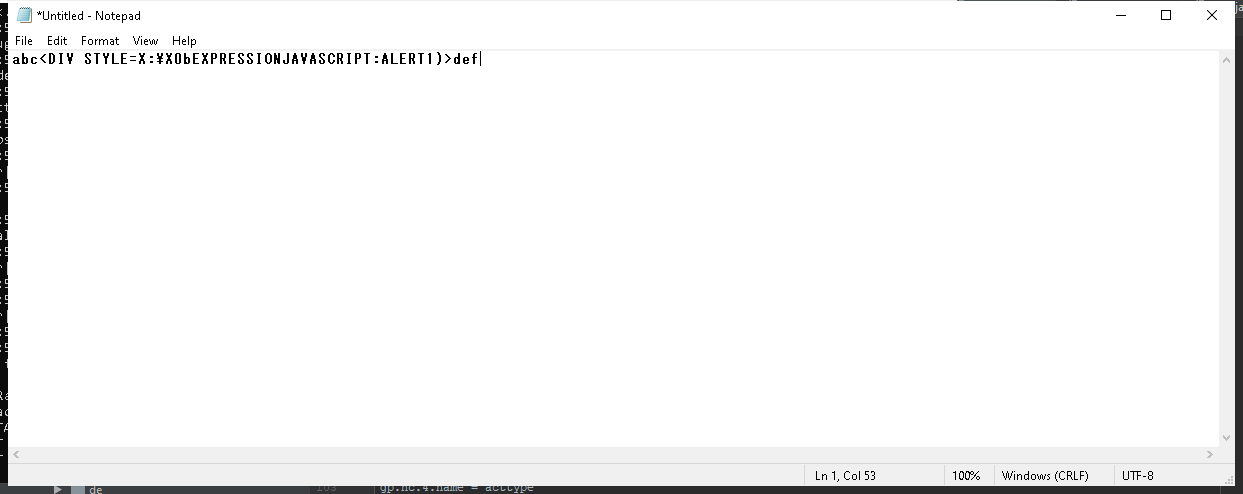 *Untitled - Notepad
File Edit Format View Help
abc<DIV STYLE=X:¥X0bEXPRESSIONJAVASCRIPT:ALERT1)>def
Ln 1, Col 53 100% Windows (CRLF) UTF-8
de 103 gp.nc.4.name = acctype